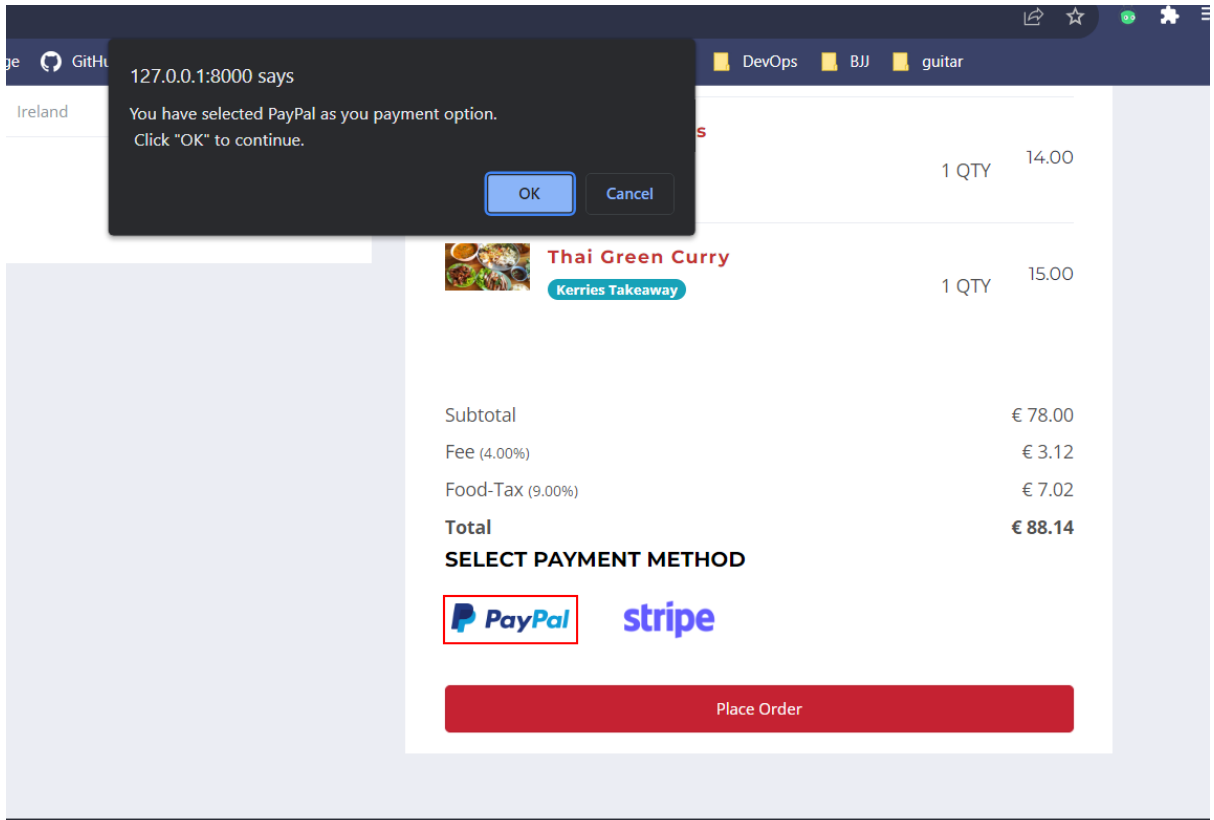 GitHu
DevOps
BJJ
guitar
127.0.0.1:8000 says
You have selected PayPal as you payment option.
Click "OK" to continue.
OK
Cancel
Ireland
s
1 QTY
14.00
Thai Green Curry
Kerries Takeaway
1 QTY
15.00
Subtotal
€ 78.00
Fee (4.00%)
€ 3.12
Food-Tax (9.00%)
€ 7.02
Total
€ 88.14
SELECT PAYMENT METHOD
PayPal
stripe
Place Order